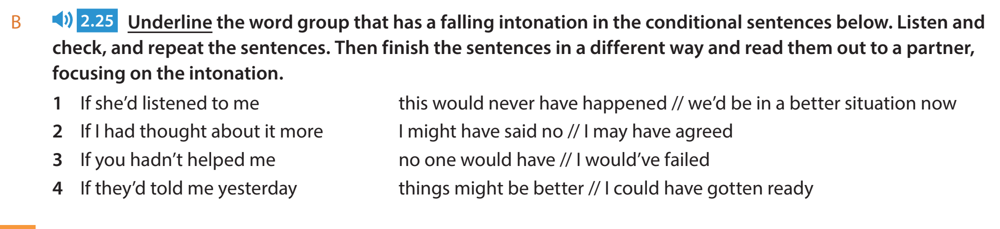 B 2.25 Underline the word group that has a falling intonation in the conditional sentences below. Listen and
check, and repeat the sentences. Then finish the sentences in a different way and read them out to a partner,
focusing on the intonation.
1 If she’d listened to me this would never have happened // we’d be in a better situation now
2 If I had thought about it more I might have said no // I may have agreed
3 If you hadn’t helped me no one would have // I would’ve failed
4 If they’d told me yesterday things might be better // I could have gotten ready